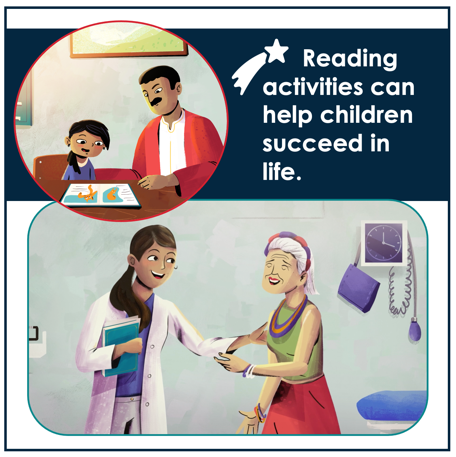 Reading
activities can
help children
succeed in
life.